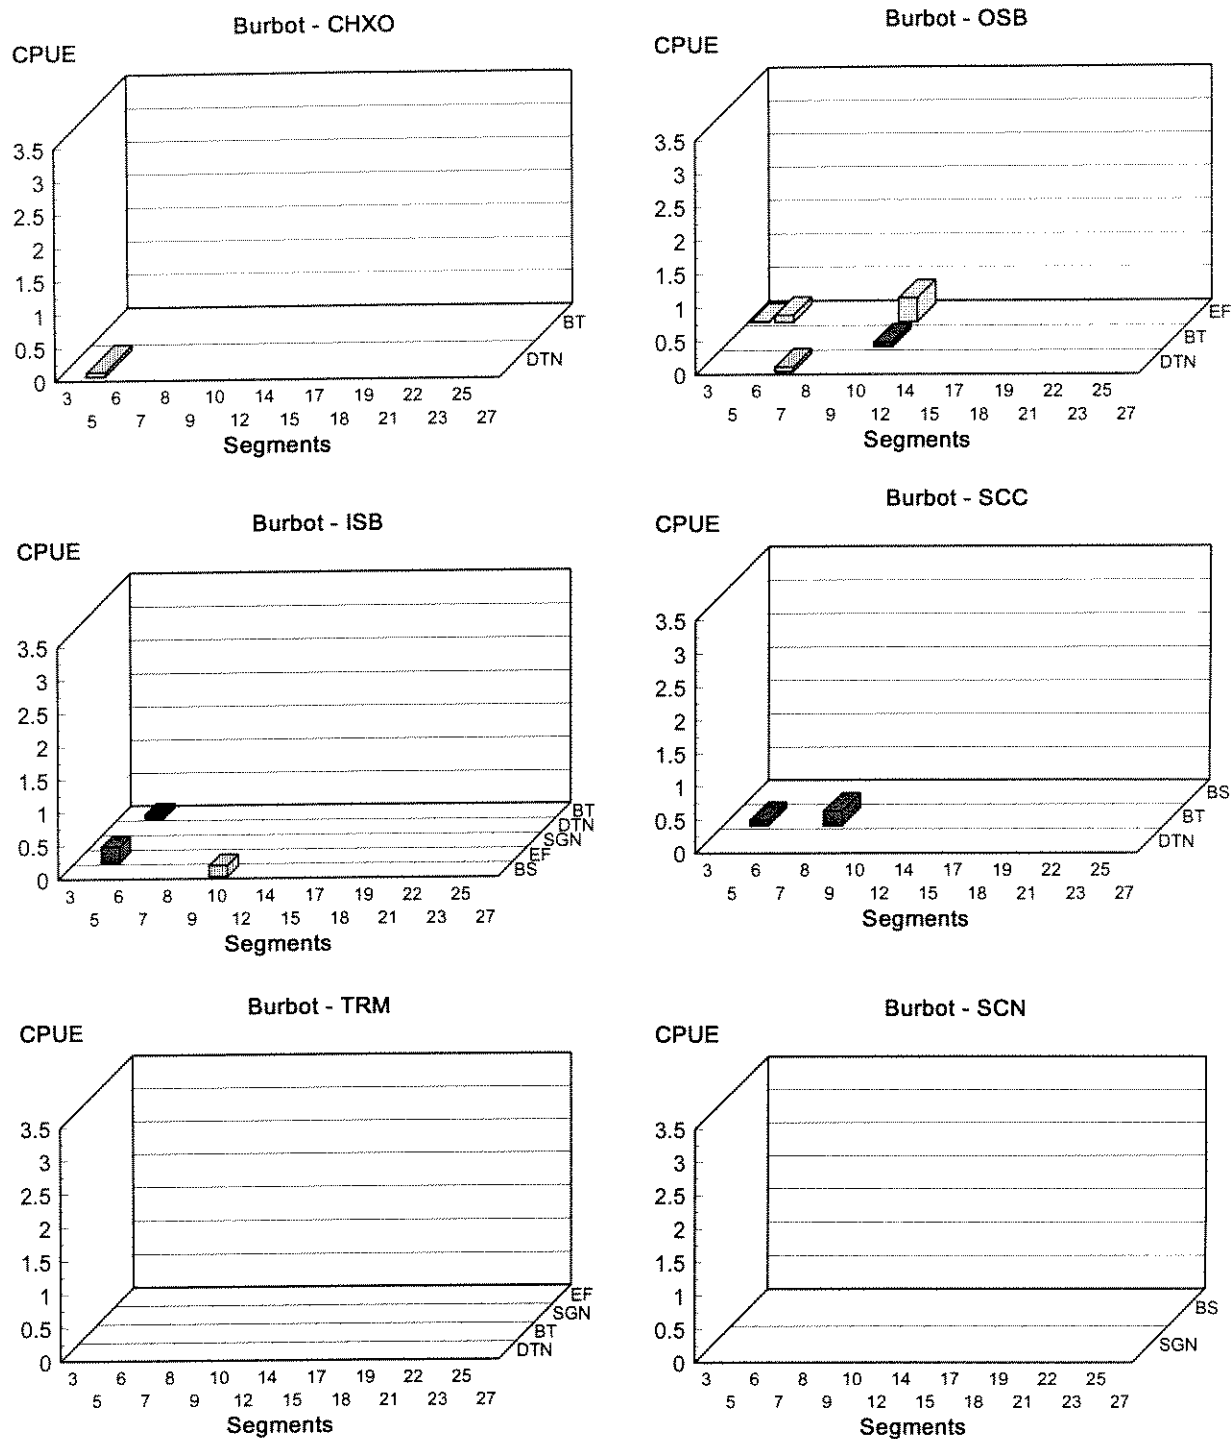 Burbot - CHXO
CPUE
3.5
3
2.5
2
1.5
1
0.5
0
BT
DTN
3 6 8 10 14 17 19 22 25
5 7 9 12 15 18 21 23 27
Segments
Burbot - OSB
CPUE
3.5
3
2.5
2
1.5
1
0.5
0
EF
BT
DTN
3 6 8 10 14 17 19 22 25
5 7 9 12 15 18 21 23 27
Segments
Burbot - ISB
CPUE
3.5
3
2.5
2
1.5
1
0.5
0
BT
DTN
SGN
EF
BS
3 6 8 10 14 17 19 22 25
5 7 9 12 15 18 21 23 27
Segments
Burbot - SCC
CPUE
3.5
3
2.5
2
1.5
1
0.5
0
BS
BT
DTN
3 6 8 10 14 17 19 22 25
5 7 9 12 15 18 21 23 27
Segments
Burbot - TRM
CPUE
3.5
3
2.5
2
1.5
1
0.5
0
EF
SGN
BT
DTN
3 6 8 10 14 17 19 22 25
5 7 9 12 15 18 21 23 27
Segments
Burbot - SCN
CPUE
3.5
3
2.5
2
1.5
1
0.5
0
BS
SGN
3 6 8 10 14 17 19 22 25
5 7 9 12 15 18 21 23 27
Segments